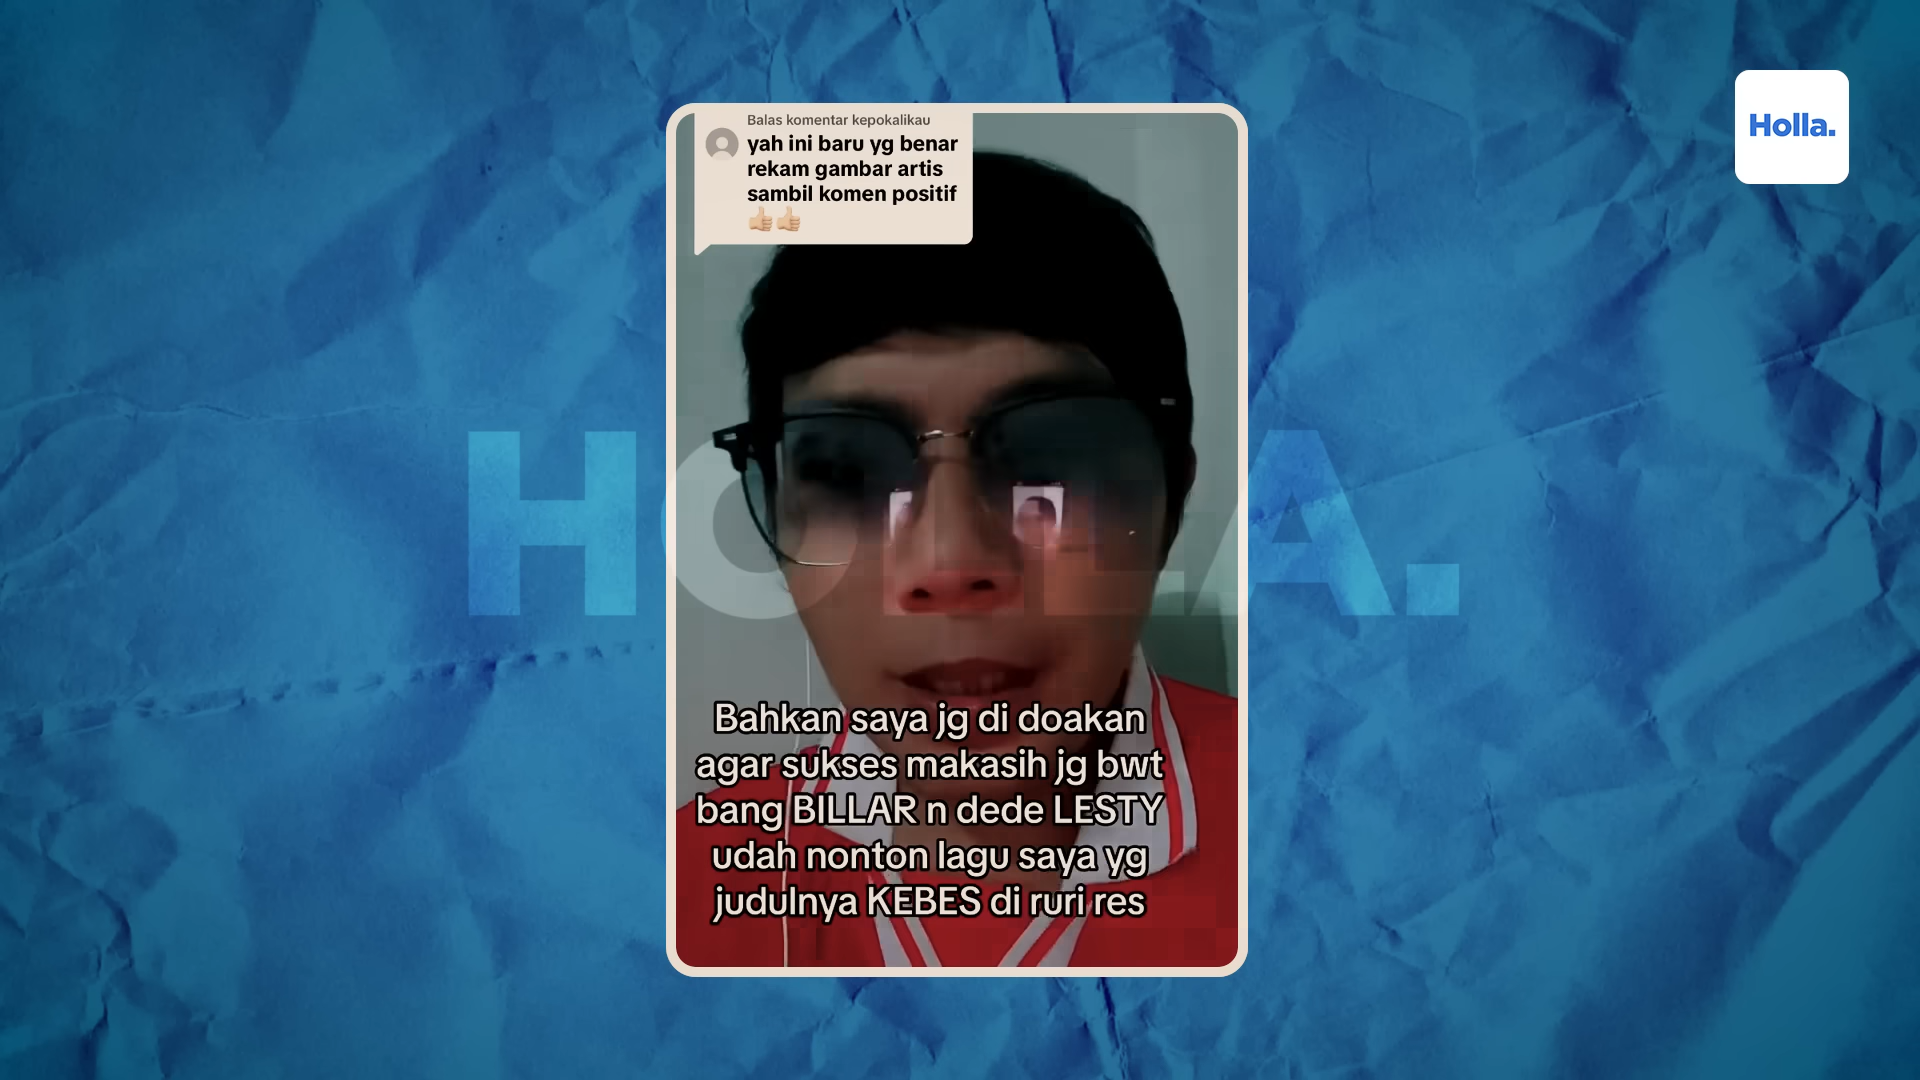 Holla.
Balas komentar kepokalikau
yah ini baru yg benar
rekam gambar artis
sambil komen positif
👍🏼👍🏼
HOLLA.
Bahkan saya jg di doakan
agar sukses makasih jg bwt
bang BILLAR n dede LESTY
udah nonton lagu saya yg
judulnya KEBES di ruri res